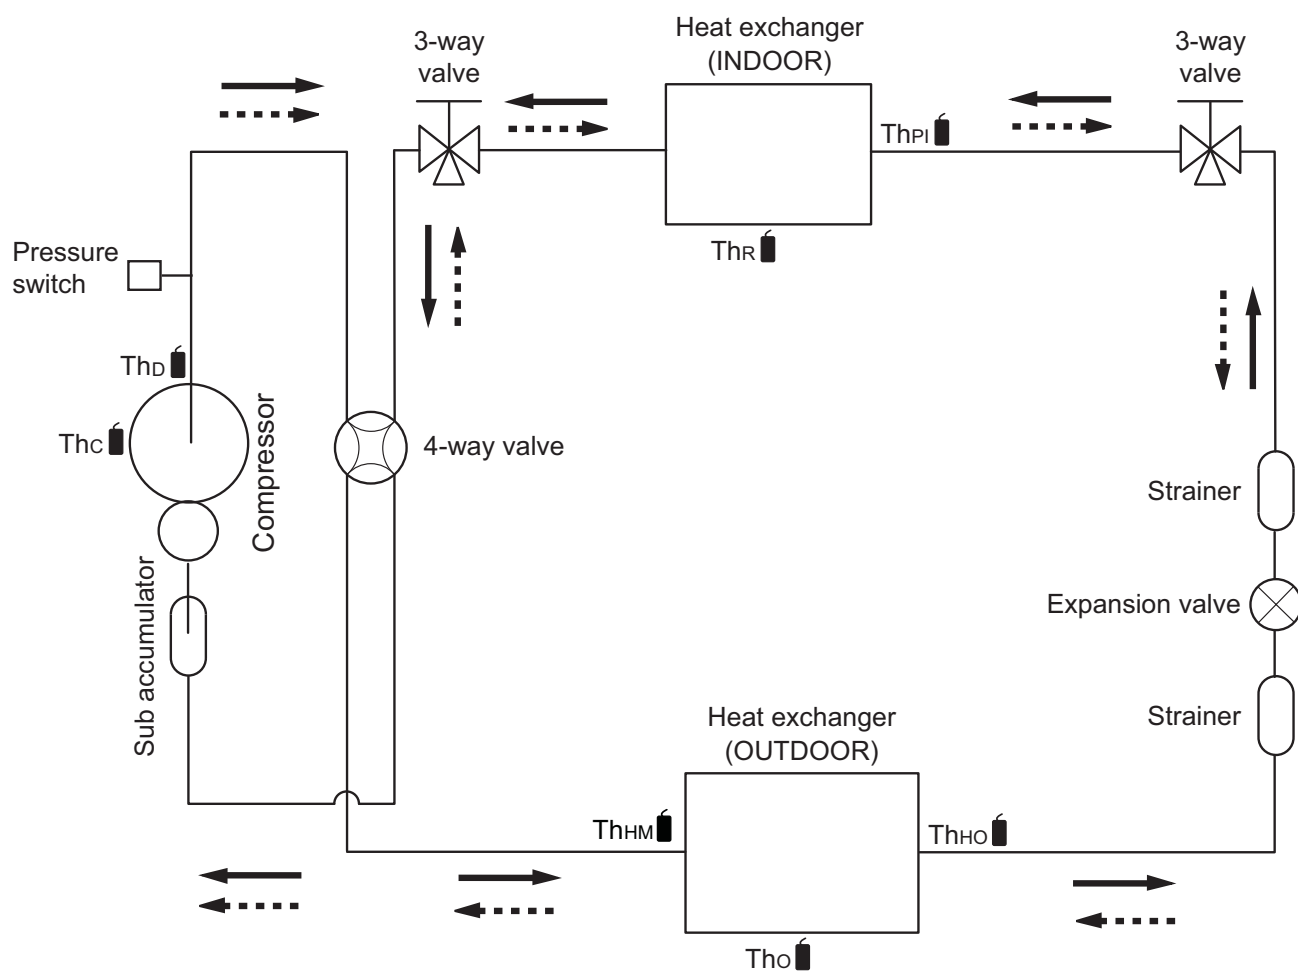 3-way
valve
Heat exchanger
(INDOOR)
3-way
valve
ThPI
ThR
Pressure
switch
ThD
ThC
Compressor
4-way valve
Strainer
Expansion valve
Sub accumulator
Strainer
Heat exchanger
(OUTDOOR)
ThHM
ThHO
ThO